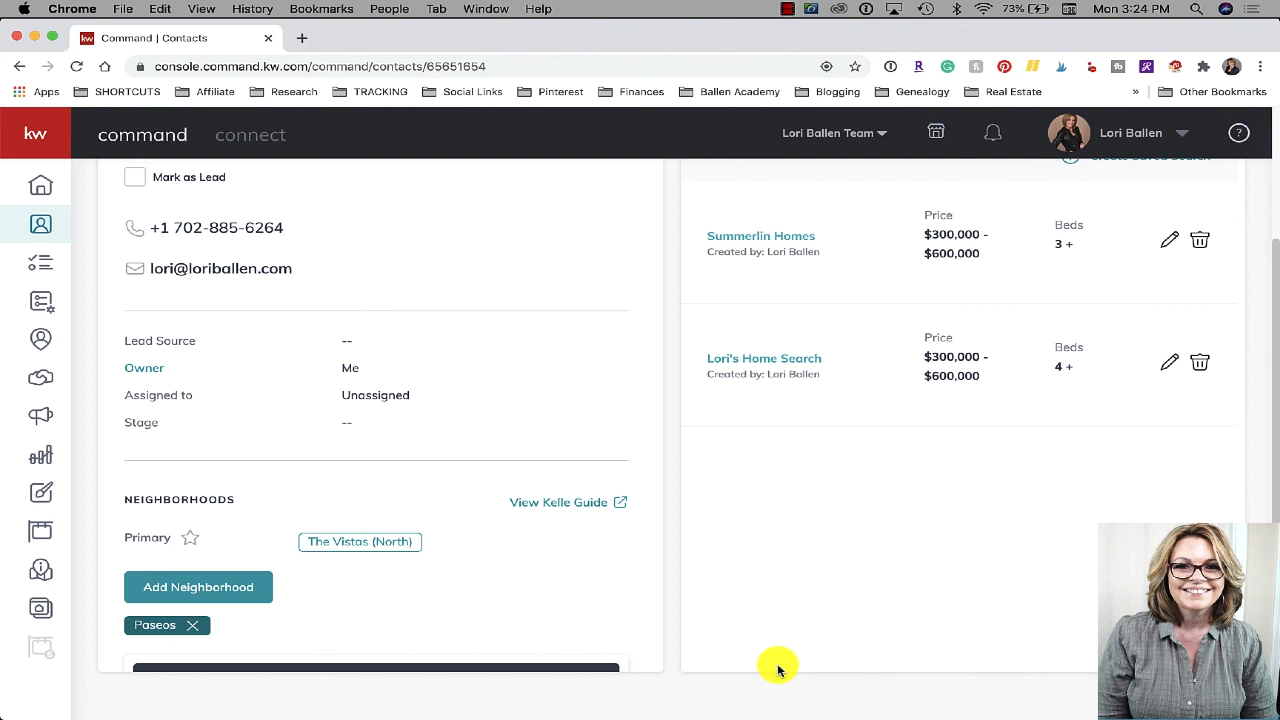 Chrome File Edit View History Bookmarks People Tab Window Help 73% Mon 3:24 PM
kw Command | Contacts
console.command.kw.com/command/contacts/65651654
Apps SHORTCUTS Affiliate Research TRACKING Social Links Pinterest Finances Ballen Academy Blogging Genealogy Real Estate » Other Bookmarks
kw command connect Lori Ballen Team Lori Ballen ?
Create Saved Search
Mark as Lead
+1 702-885-6264
lori@loriballen.com
Lead Source --
Owner Me
Assigned to Unassigned
Stage --
NEIGHBORHOODS View Kelle Guide
Primary The Vistas (North)
Add Neighborhood
Paseos
Summerlin Homes
Created by: Lori Ballen
Price
$300,000 -
$600,000
Beds
3 +
Lori's Home Search
Created by: Lori Ballen
Price
$300,000 -
$600,000
Beds
4 +